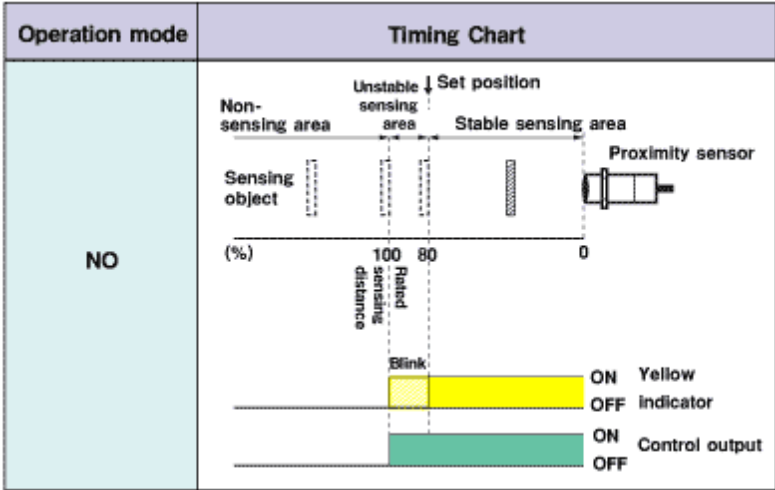 Operation mode
Timing Chart
NO
Non-
sensing area
Unstable
sensing
area
Set position
Stable sensing area
Proximity sensor
Sensing
object
(%)
100
80
0
Rated
sensing
distance
Blink
ON
OFF
Yellow
indicator
ON
OFF
Control output